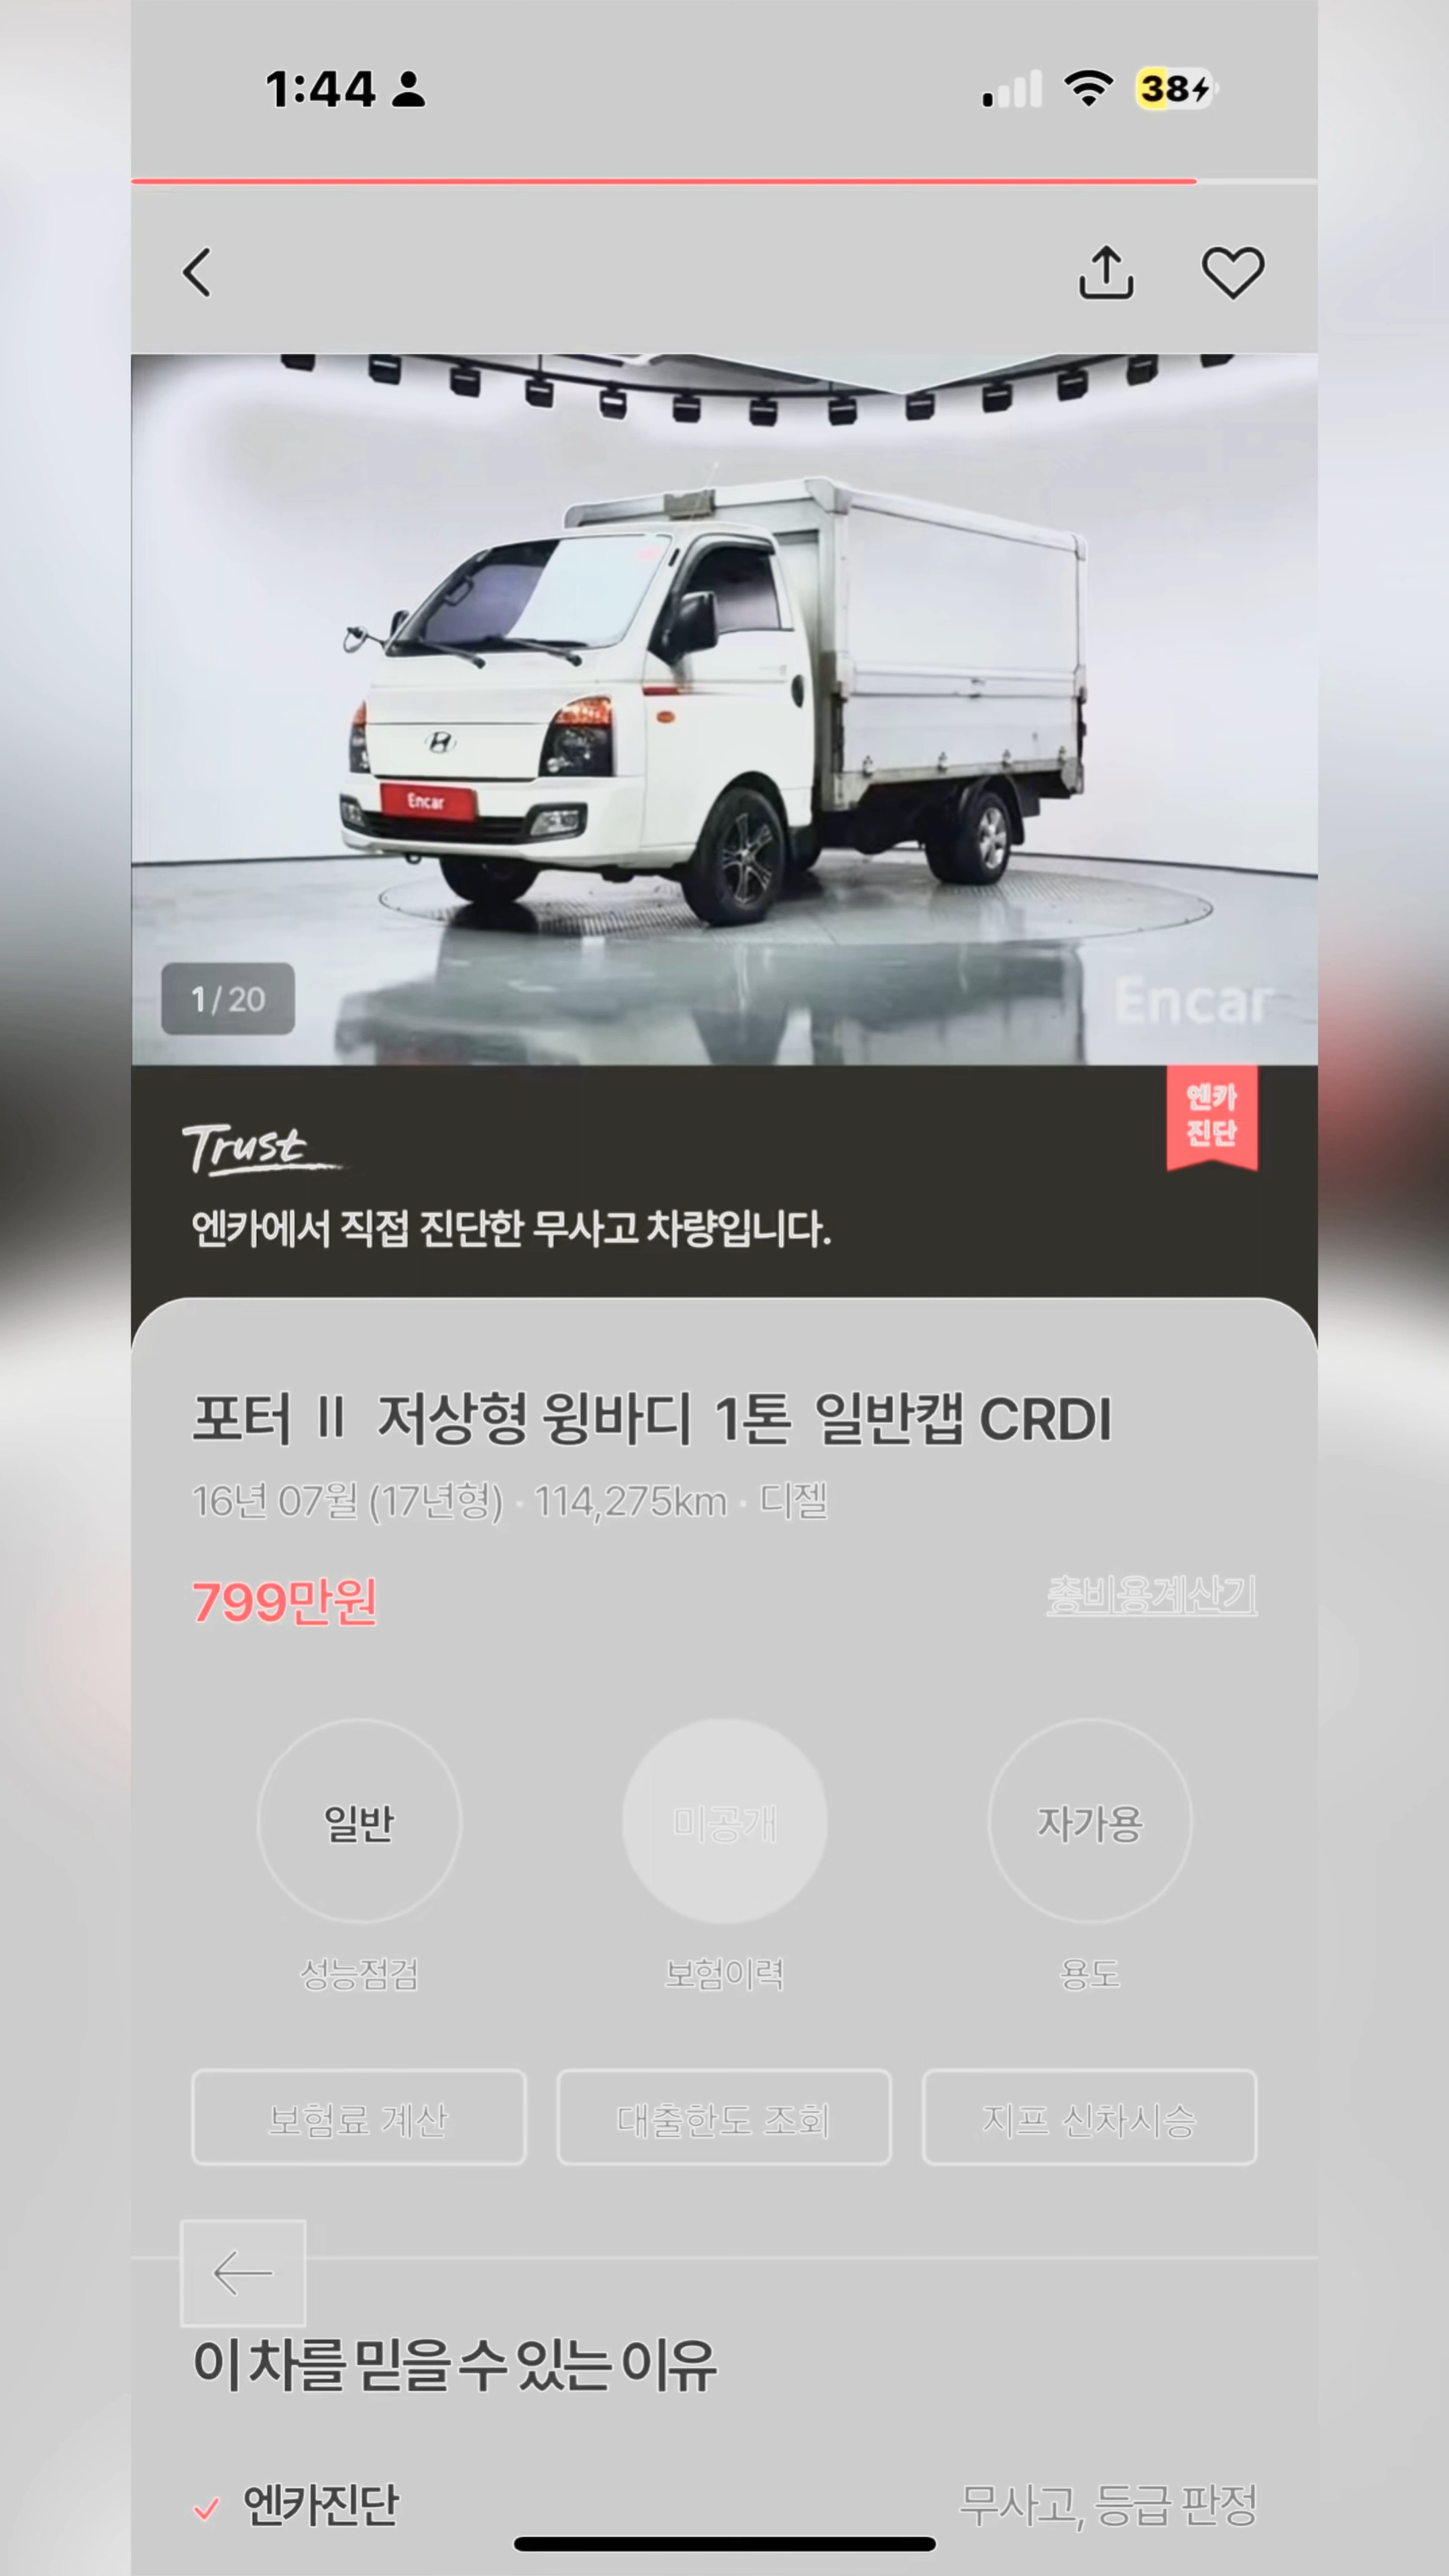 1:44
38
Encar
1/20
Encar
엔카
진단
Trust
엔카에서 직접 진단한 무사고 차량입니다.
포터 II 저상형 윙바디 1톤 일반캡 CRDI
16년 07월 (17년형) · 114,275km · 디젤
799만원
총비용계산기
일반
미공개
자가용
성능점검
보험이력
용도
보험료 계산
대출한도 조회
지프 신차시승
이 차를 믿을 수 있는 이유
엔카진단
무사고, 등급 판정